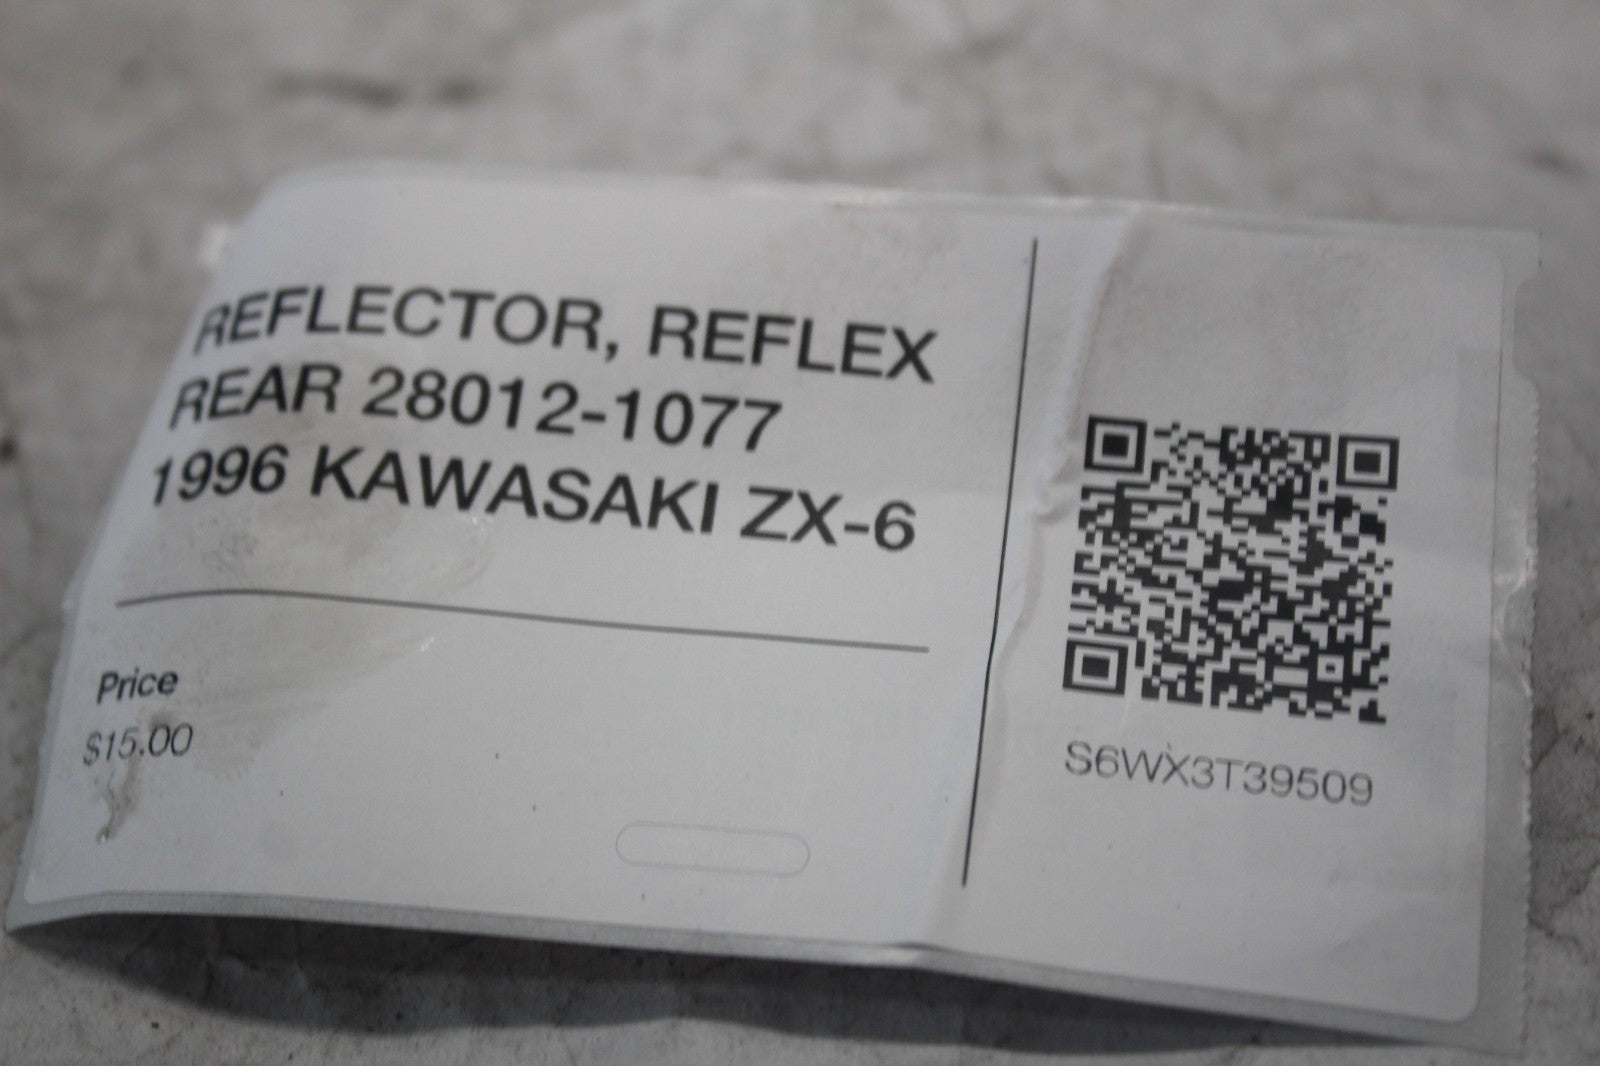 REFLECTOR, REFLEX
REAR 28012-1077
1996 KAWASAKI ZX-6
Price
$15.00
S6WX3T39509